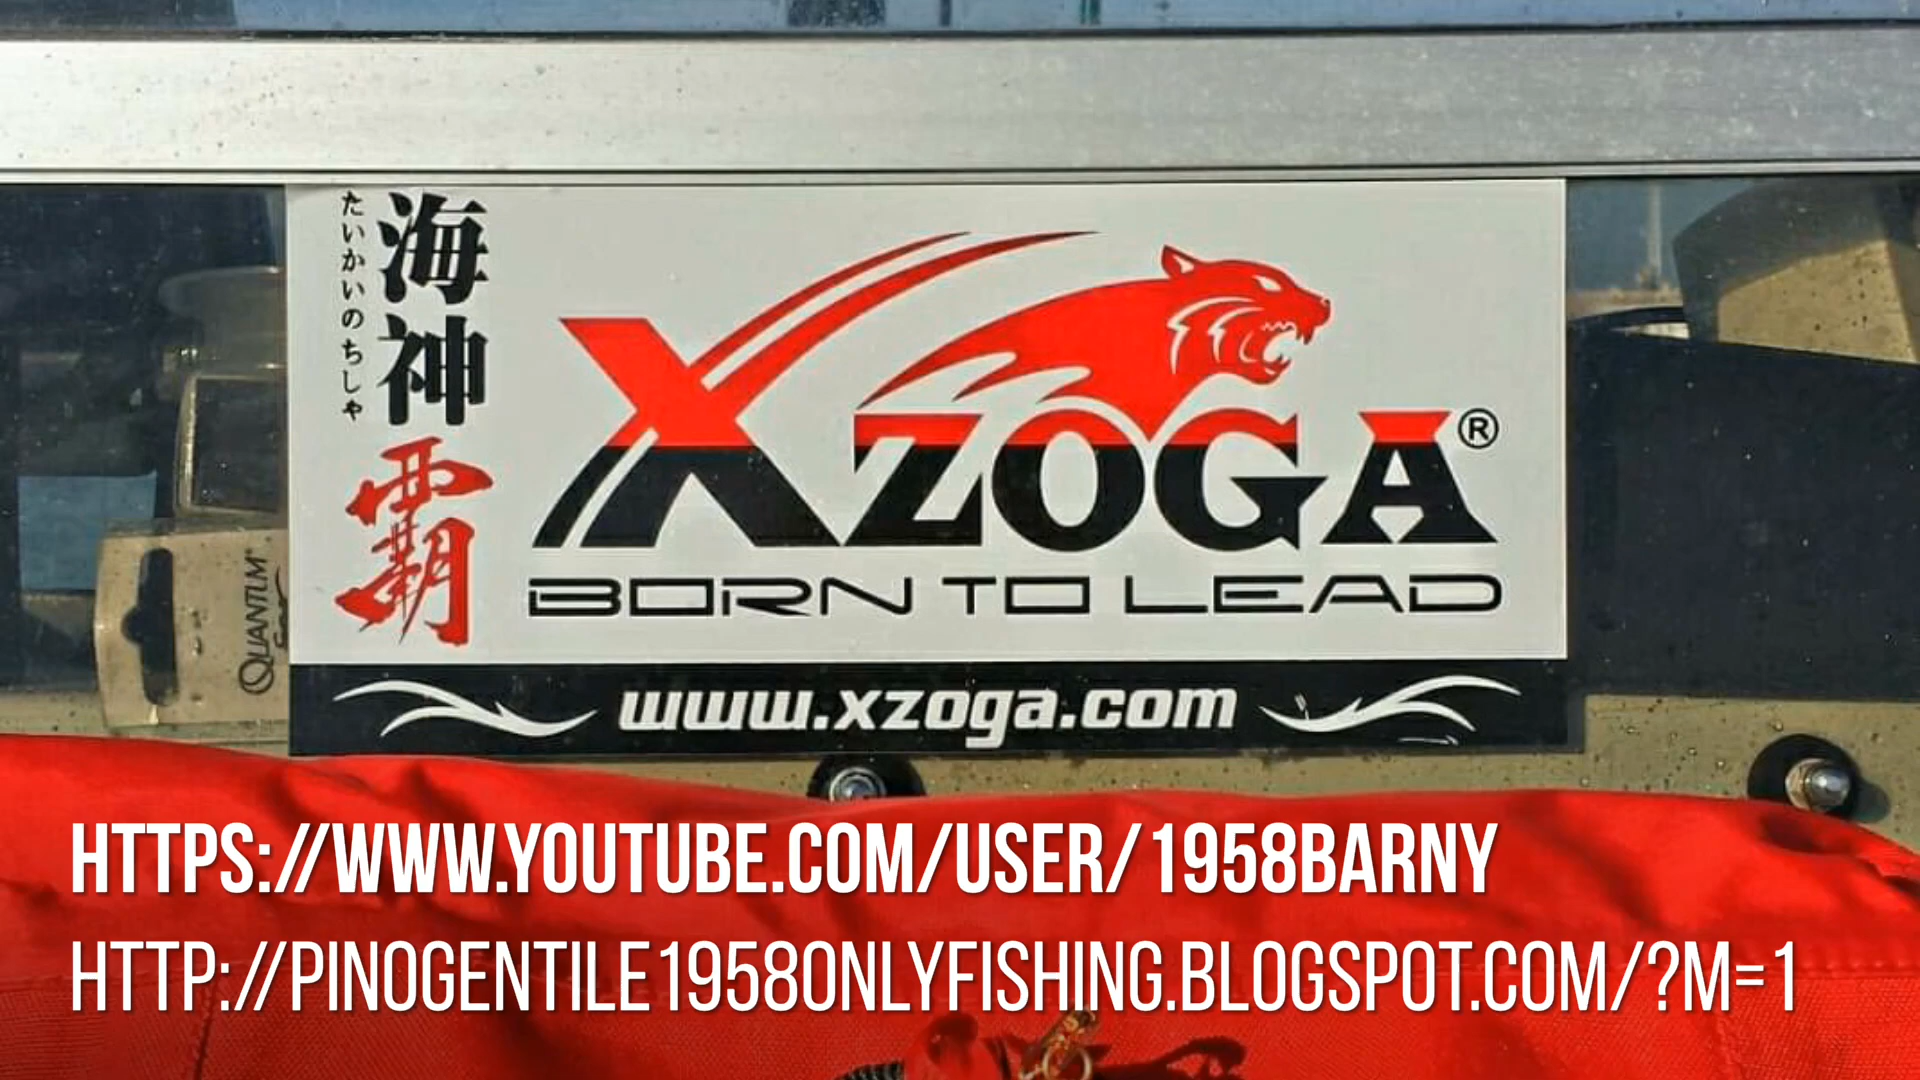 海神霸
たいかいのちしゃ
XZOGA®
BORN TO LEAD
www.xzoga.com
QUANTUM
HTTPS://WWW.YOUTUBE.COM/USER/1958BARNY
HTTP://PINOGENTILE1958ONLYFISHING.BLOGSPOT.COM/?M=1